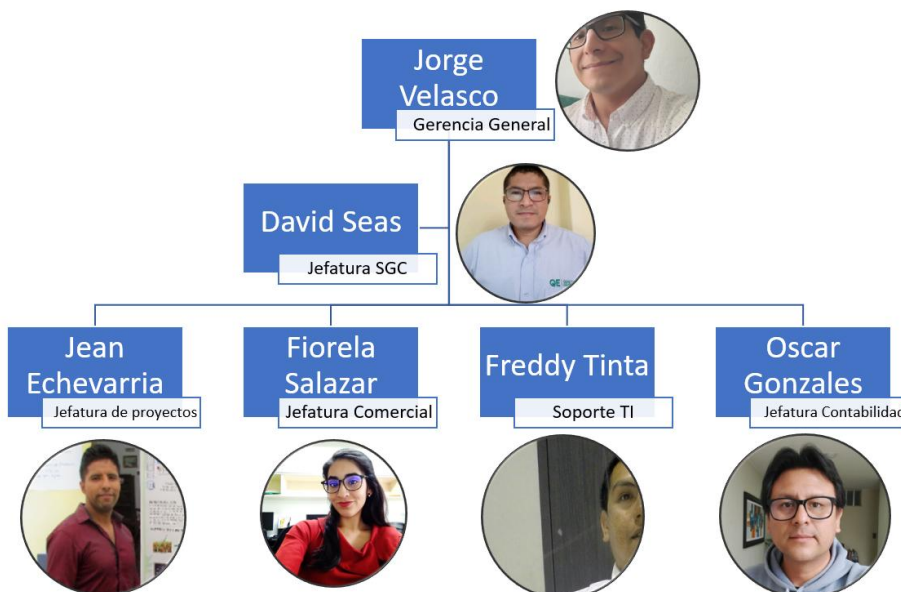 Jorge
Velasco
Gerencia General
David Seas
Jefatura SGC
QE
Jean
Echevarria
Jefatura de proyectos
Fiorela
Salazar
Jefatura Comercial
Freddy Tinta
Soporte TI
Oscar
Gonzales
Jefatura Contabilidad